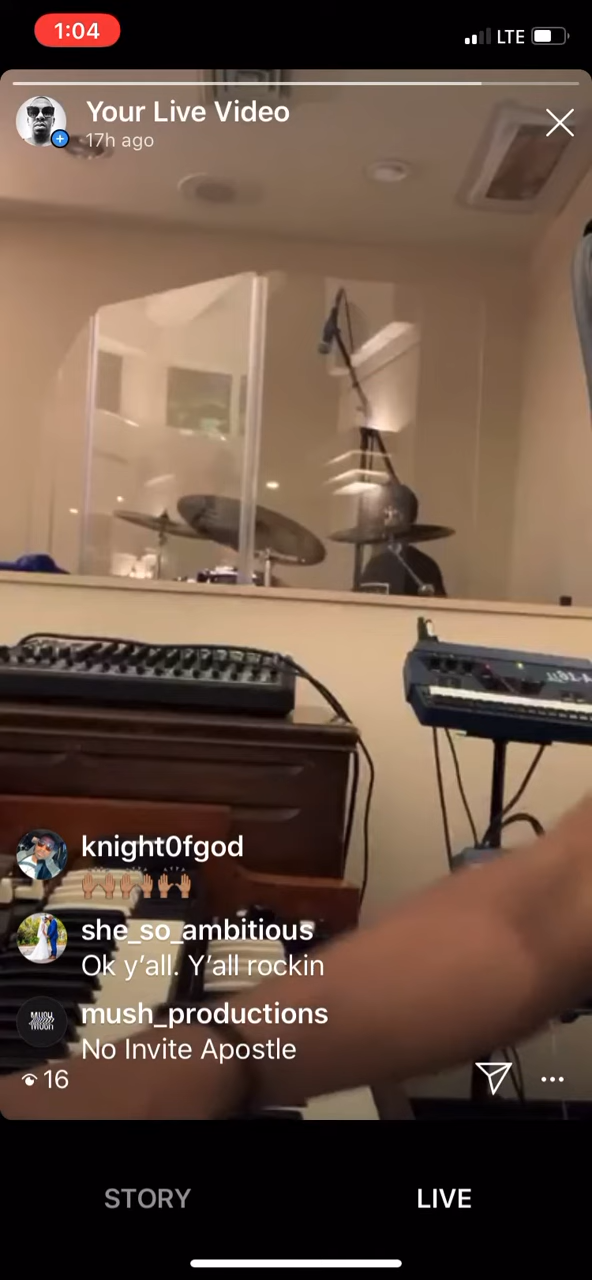 1:04
LTE
Your Live Video
17h ago
knight0fgod
🙌🏽🙌🏽🙌🏽
she_so_ambitious
Ok y’all. Y’all rockin
mush_productions
No Invite Apostle
16
STORY
LIVE